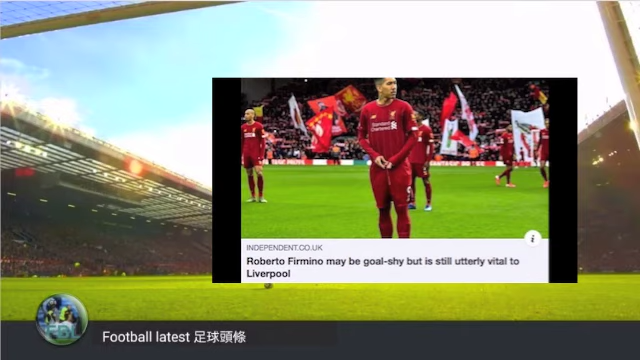 INDEPENDENT.CO.UK
Roberto Firmino may be goal-shy but is still utterly vital to
Liverpool
Football latest 足球頭條